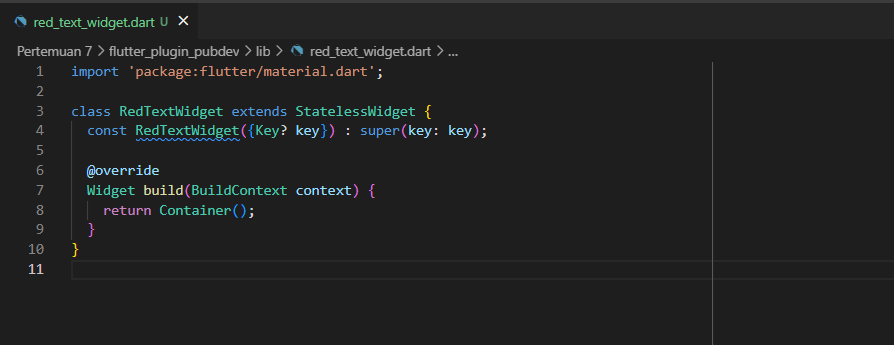 red_text_widget.dart U
Pertemuan 7 > flutter_plugin_pubdev > lib > red_text_widget.dart > ...
1 import 'package:flutter/material.dart';
2
3 class RedTextWidget extends StatelessWidget {
4   const RedTextWidget({Key? key}) : super(key: key);
5
6   @override
7   Widget build(BuildContext context) {
8     return Container();
9   }
10 }
11